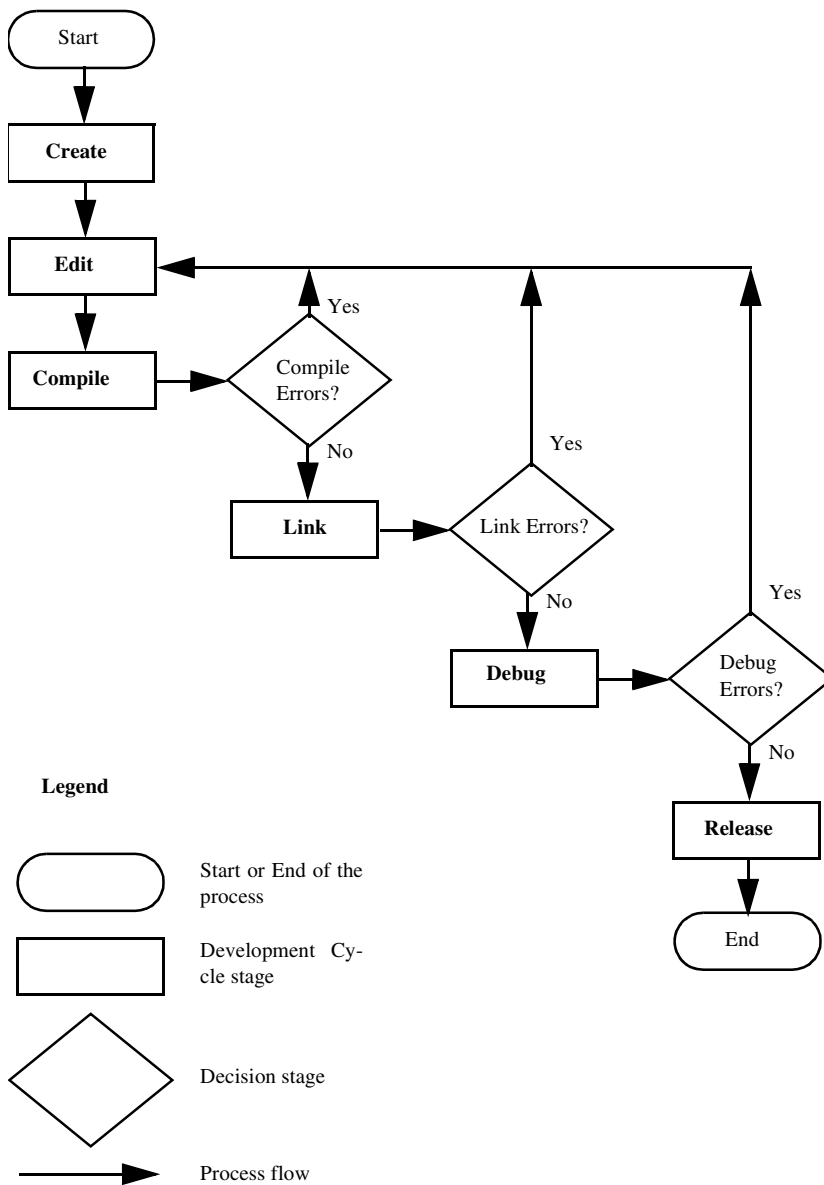 Start
Create
Edit
Yes
Compile
Compile
Errors?
No
Yes
Link
Link Errors?
No
Yes
Debug
Debug
Errors?
No
Legend
Release
Start or End of the
process
End
Development Cy-
cle stage
Decision stage
Process flow